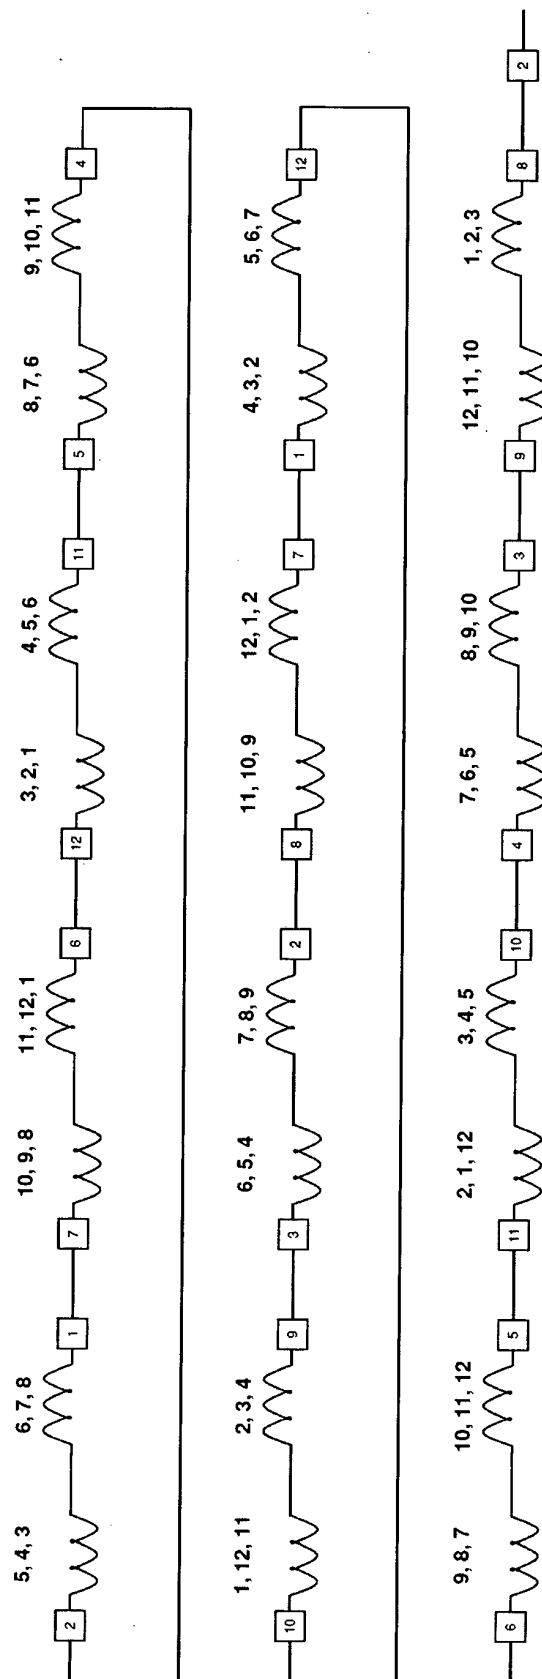 5, 4, 3
6, 7, 8
10, 9, 8
11, 12, 1
3, 2, 1
4, 5, 6
8, 7, 6
9, 10, 11
2
1
7
6
12
11
5
4
1, 12, 11
2, 3, 4
6, 5, 4
7, 8, 9
11, 10, 9
12, 1, 2
4, 3, 2
5, 6, 7
10
9
3
2
8
7
1
12
9, 8, 7
10, 11, 12
2, 1, 12
3, 4, 5
7, 6, 5
8, 9, 10
12, 11, 10
1, 2, 3
6
5
11
10
4
3
9
8
2